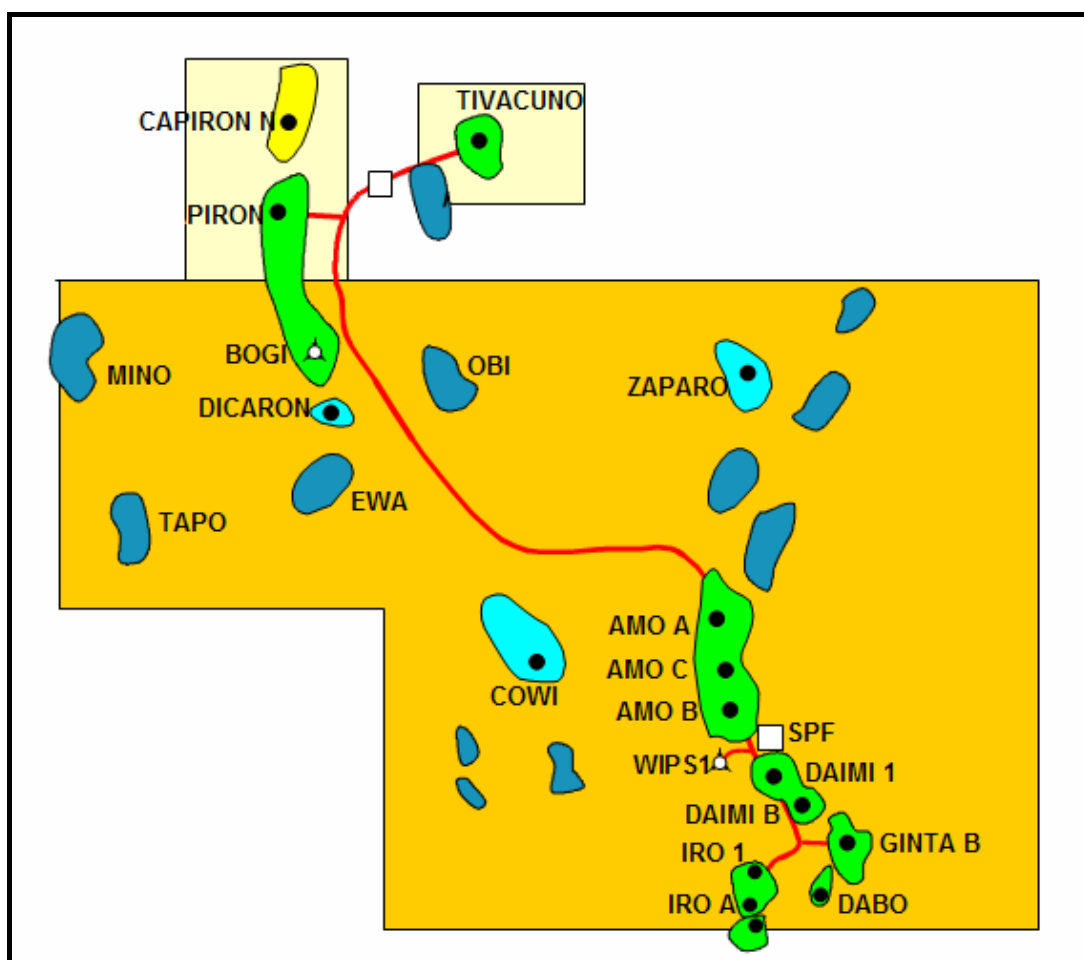 TIVACUNO
CAPIRON N
PIRON
BOGI
OBI
MINO
ZAPARO
DICARON
EWA
TAPO
AMO A
AMO C
COWI
AMO B
SPF
WIPS1
DAIMI 1
DAIMI B
GINTA B
IRO 1
IRO A
DABO